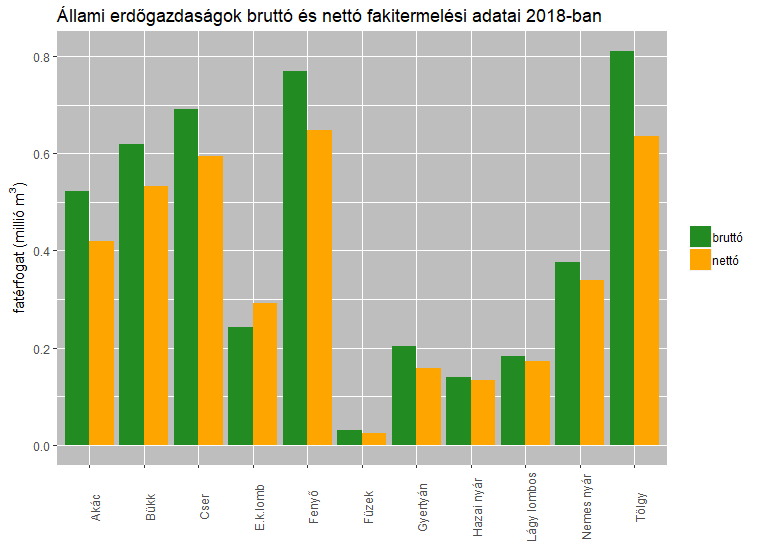 Állami erdőgazdaságok bruttó és nettó fakitermelési adatai 2018-ban
fatérfogat (millió m³)
0.8
0.6
0.4
0.2
0.0
Akác
Bükk
Cser
E.k.lomb
Fenyő
Füzek
Gyertyán
Hazai nyár
Lágy lombos
Nemes nyár
Tölgy
bruttó
nettó